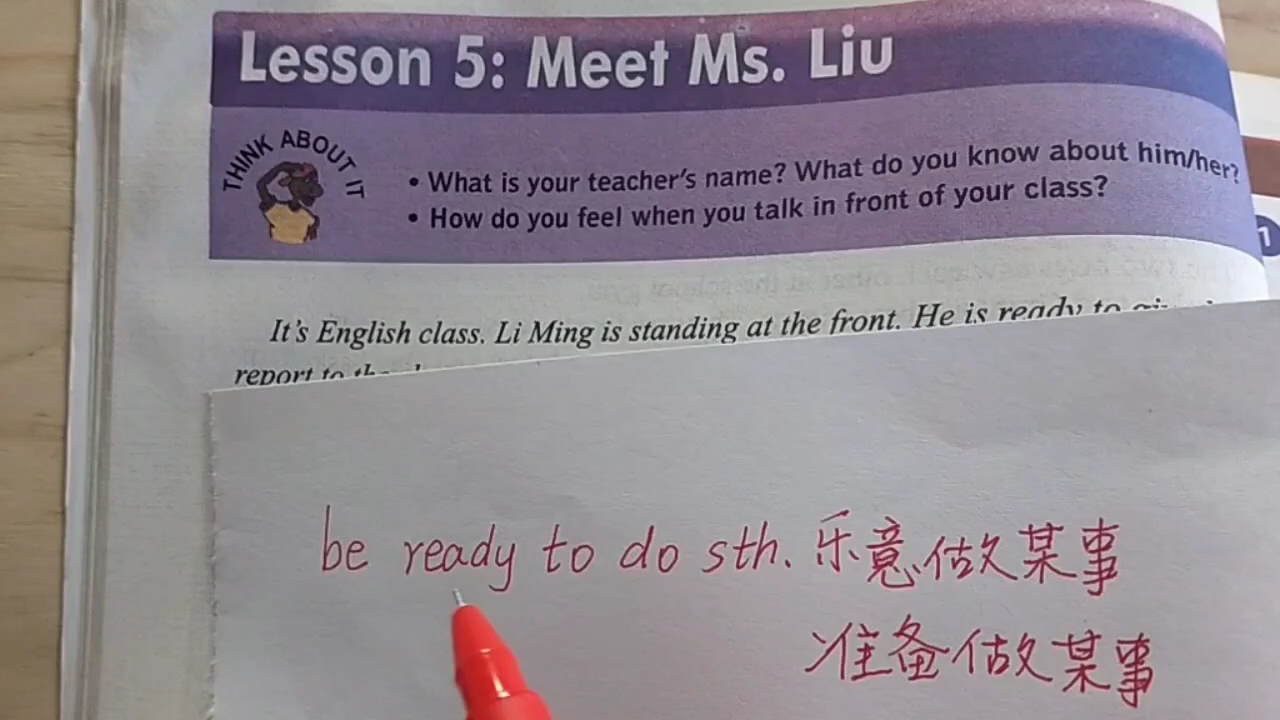 Lesson 5: Meet Ms. Liu
THINK ABOUT IT
• What is your teacher's name? What do you know about him/her?
• How do you feel when you talk in front of your class?
1
It's English class. Li Ming is standing at the front. He is ready to
report to
be ready to do sth. 乐意做某事
准备做某事